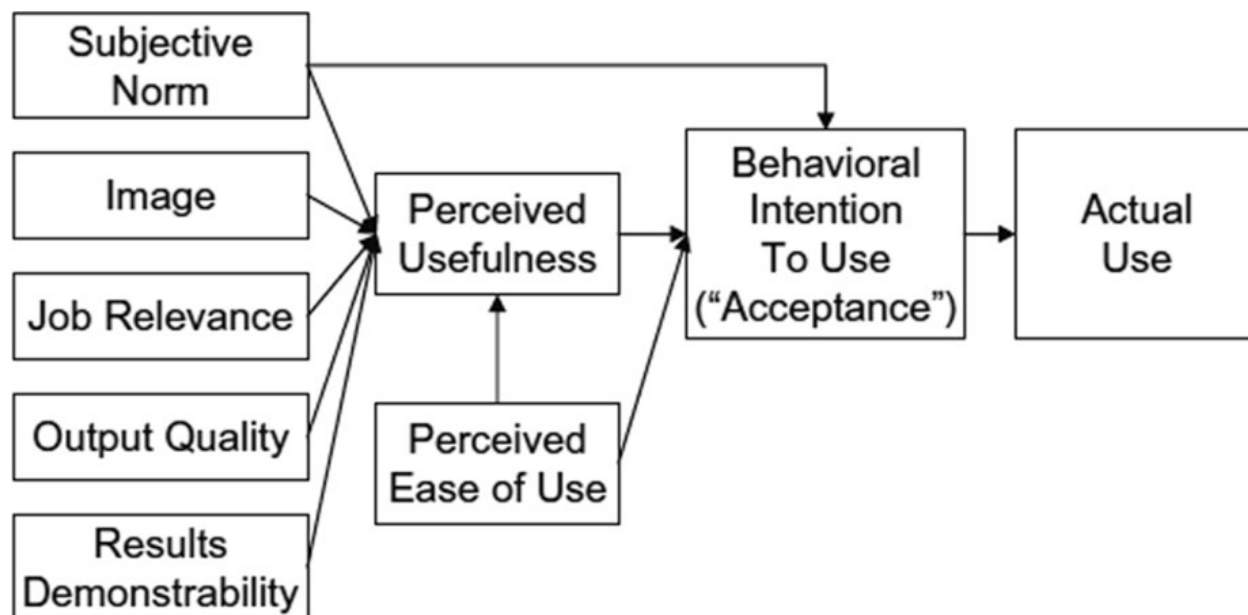 Subjective
Norm
Image
Job Relevance
Output Quality
Results
Demonstrability
Perceived
Usefulness
Perceived
Ease of Use
Behavioral
Intention
To Use
(“Acceptance”)
Actual
Use